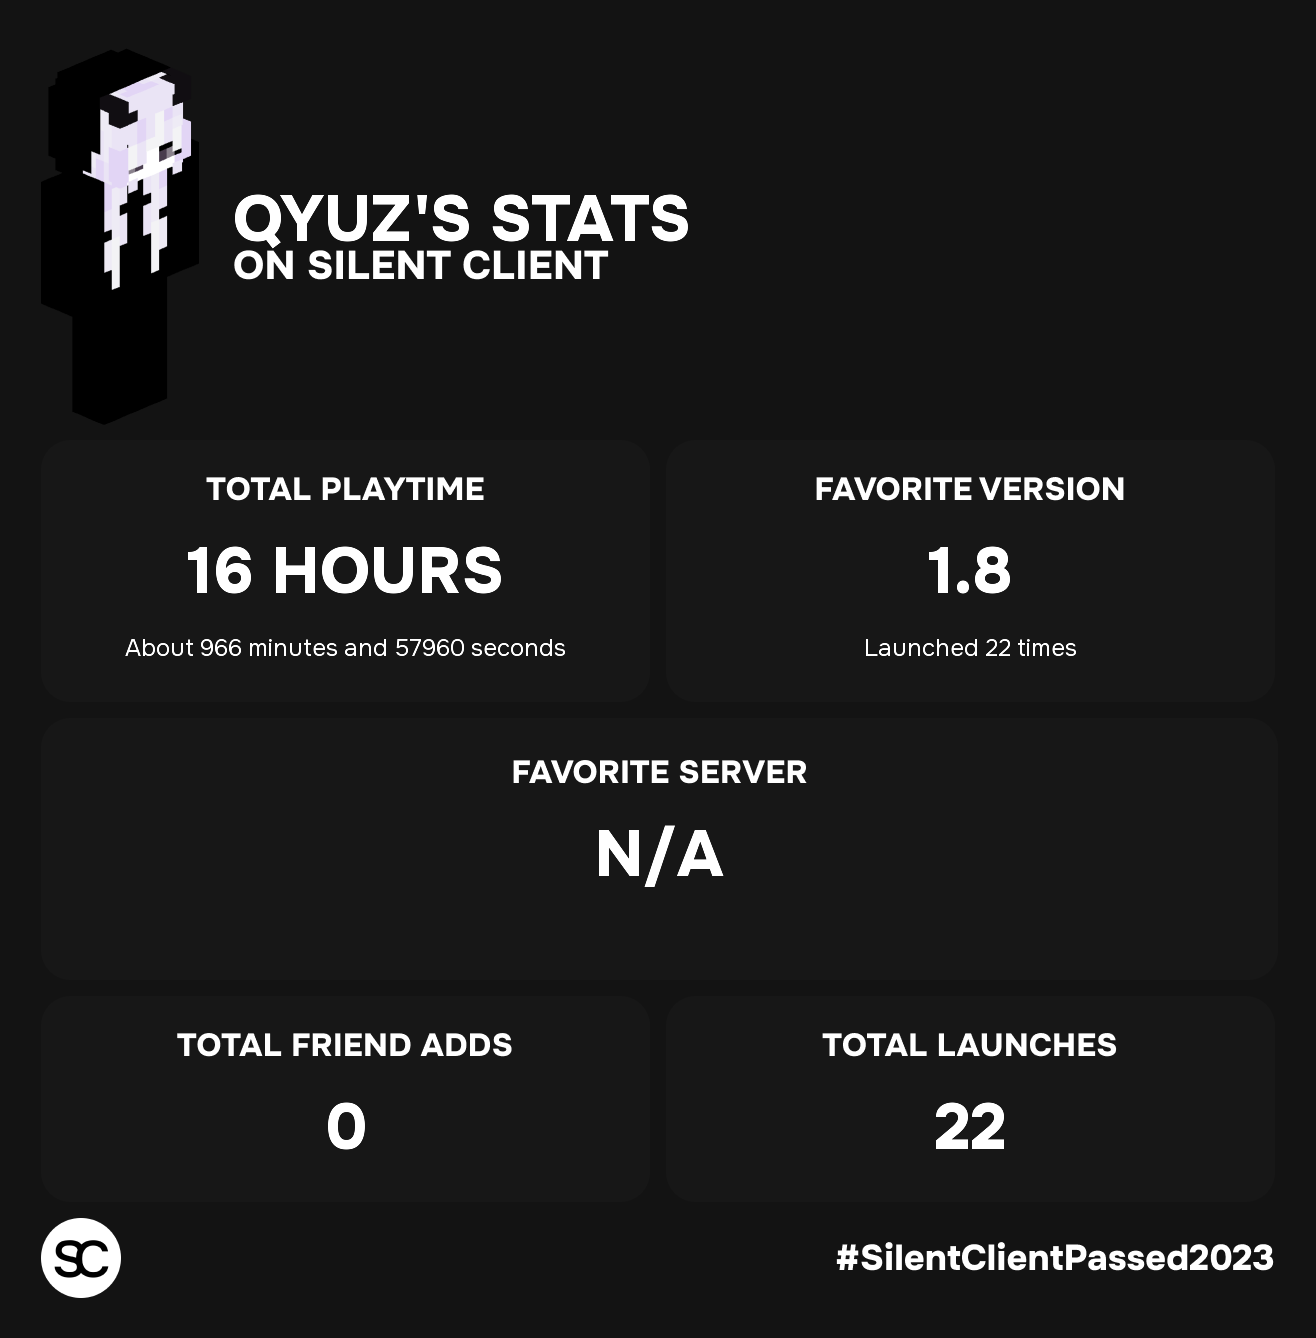 QYUZ'S STATS
ON SILENT CLIENT
TOTAL PLAYTIME
16 HOURS
About 966 minutes and 57960 seconds
FAVORITE VERSION
1.8
Launched 22 times
FAVORITE SERVER
N/A
TOTAL FRIEND ADDS
0
TOTAL LAUNCHES
22
SC
#SilentClientPassed2023